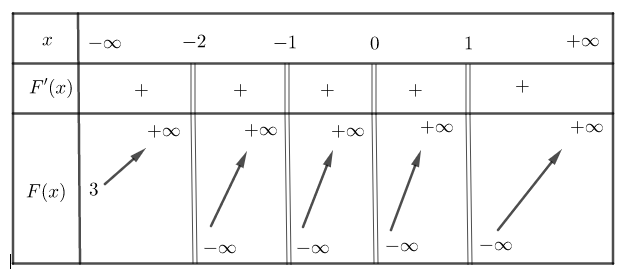 x −∞ −2 −1 0 1 +∞
F′(x) + + + + +
+∞ +∞ +∞ +∞ +∞
F(x) 3
−∞ −∞ −∞ −∞